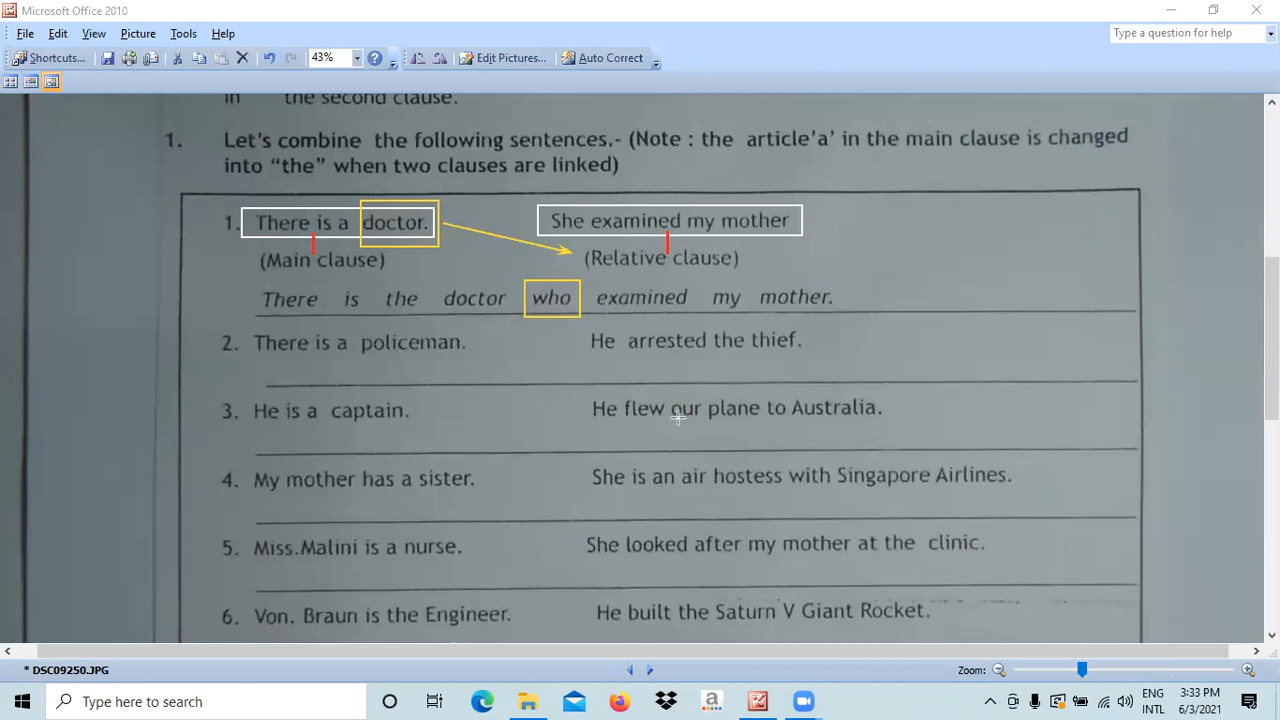 Microsoft Office 2010
File Edit View Picture Tools Help
Type a question for help
Shortcuts... 43% Edit Pictures... Auto Correct
in the second clause.
1. Let's combine the following sentences.- (Note : the article'a' in the main clause is changed
into "the" when two clauses are linked)
1. There is a doctor. She examined my mother
(Main clause) (Relative clause)
There is the doctor who examined my mother.
2. There is a policeman. He arrested the thief.
3. He is a captain. He flew our plane to Australia.
4. My mother has a sister. She is an air hostess with Singapore Airlines.
5. Miss.Malini is a nurse. She looked after my mother at the clinic.
6. Von. Braun is the Engineer. He built the Saturn V Giant Rocket.
* DSC09250.JPG Zoom:
Type here to search
ENG 3:33 PM
INTL 6/3/2021